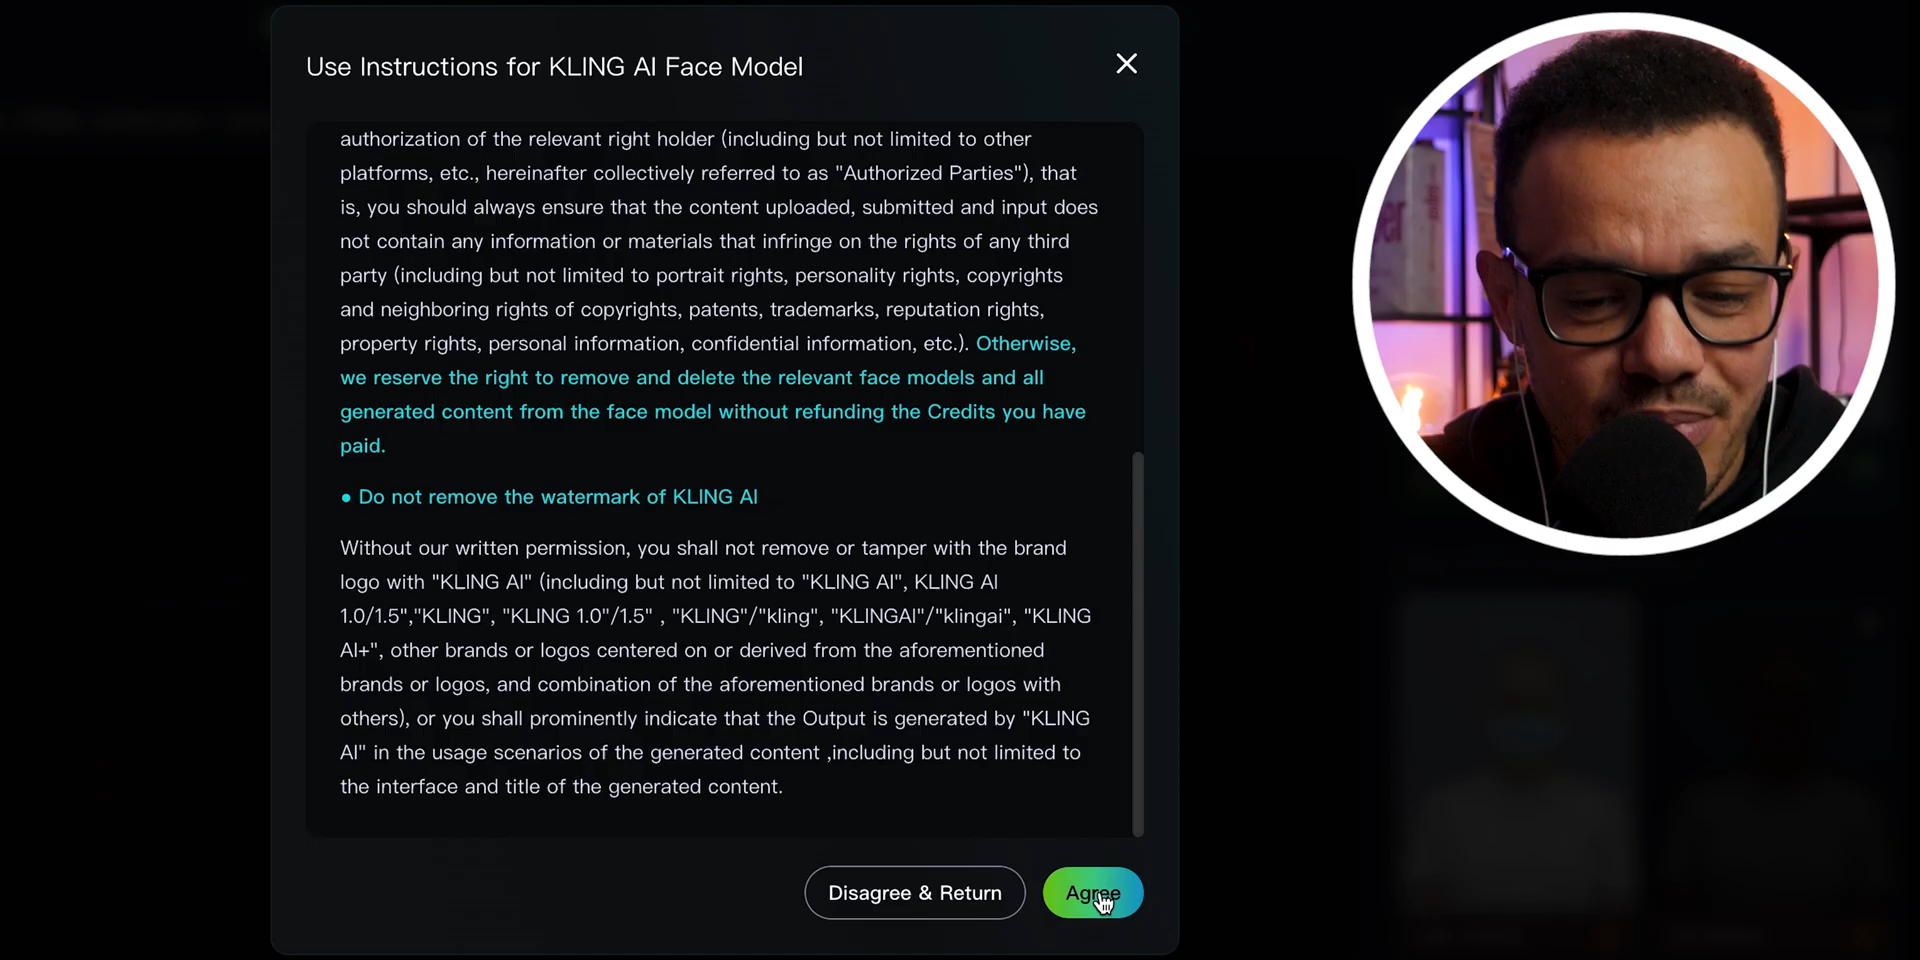 Use Instructions for KLING AI Face Model
authorization of the relevant right holder (including but not limited to other
platforms, etc., hereinafter collectively referred to as "Authorized Parties"), that
is, you should always ensure that the content uploaded, submitted and input does
not contain any information or materials that infringe on the rights of any third
party (including but not limited to portrait rights, personality rights, copyrights
and neighboring rights of copyrights, patents, trademarks, reputation rights,
property rights, personal information, confidential information, etc.). Otherwise,
we reserve the right to remove and delete the relevant face models and all
generated content from the face model without refunding the Credits you have
paid.
• Do not remove the watermark of KLING AI
Without our written permission, you shall not remove or tamper with the brand
logo with "KLING AI" (including but not limited to "KLING AI", KLING AI
1.0/1.5","KLING", "KLING 1.0"/1.5" , "KLING"/"kling", "KLINGAI"/"klingai", "KLING
AI+", other brands or logos centered on or derived from the aforementioned
brands or logos, and combination of the aforementioned brands or logos with
others), or you shall prominently indicate that the Output is generated by "KLING
AI" in the usage scenarios of the generated content ,including but not limited to
the interface and title of the generated content.
Disagree & Return
Agree